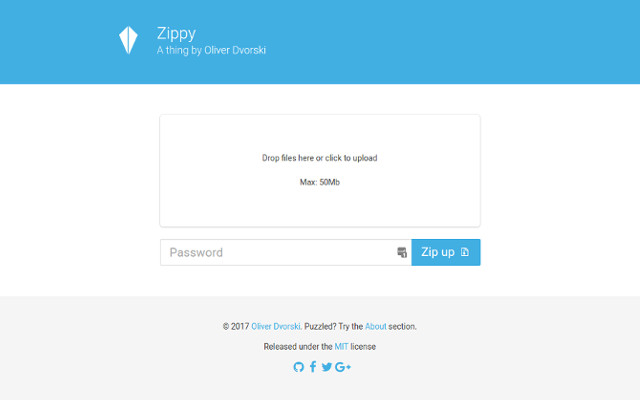 Zippy
A thing by Oliver Dvorski
Drop files here or click to upload
Max: 50Mb
Password
Zip up
© 2017 Oliver Dvorski. Puzzled? Try the About section.
Released under the MIT license